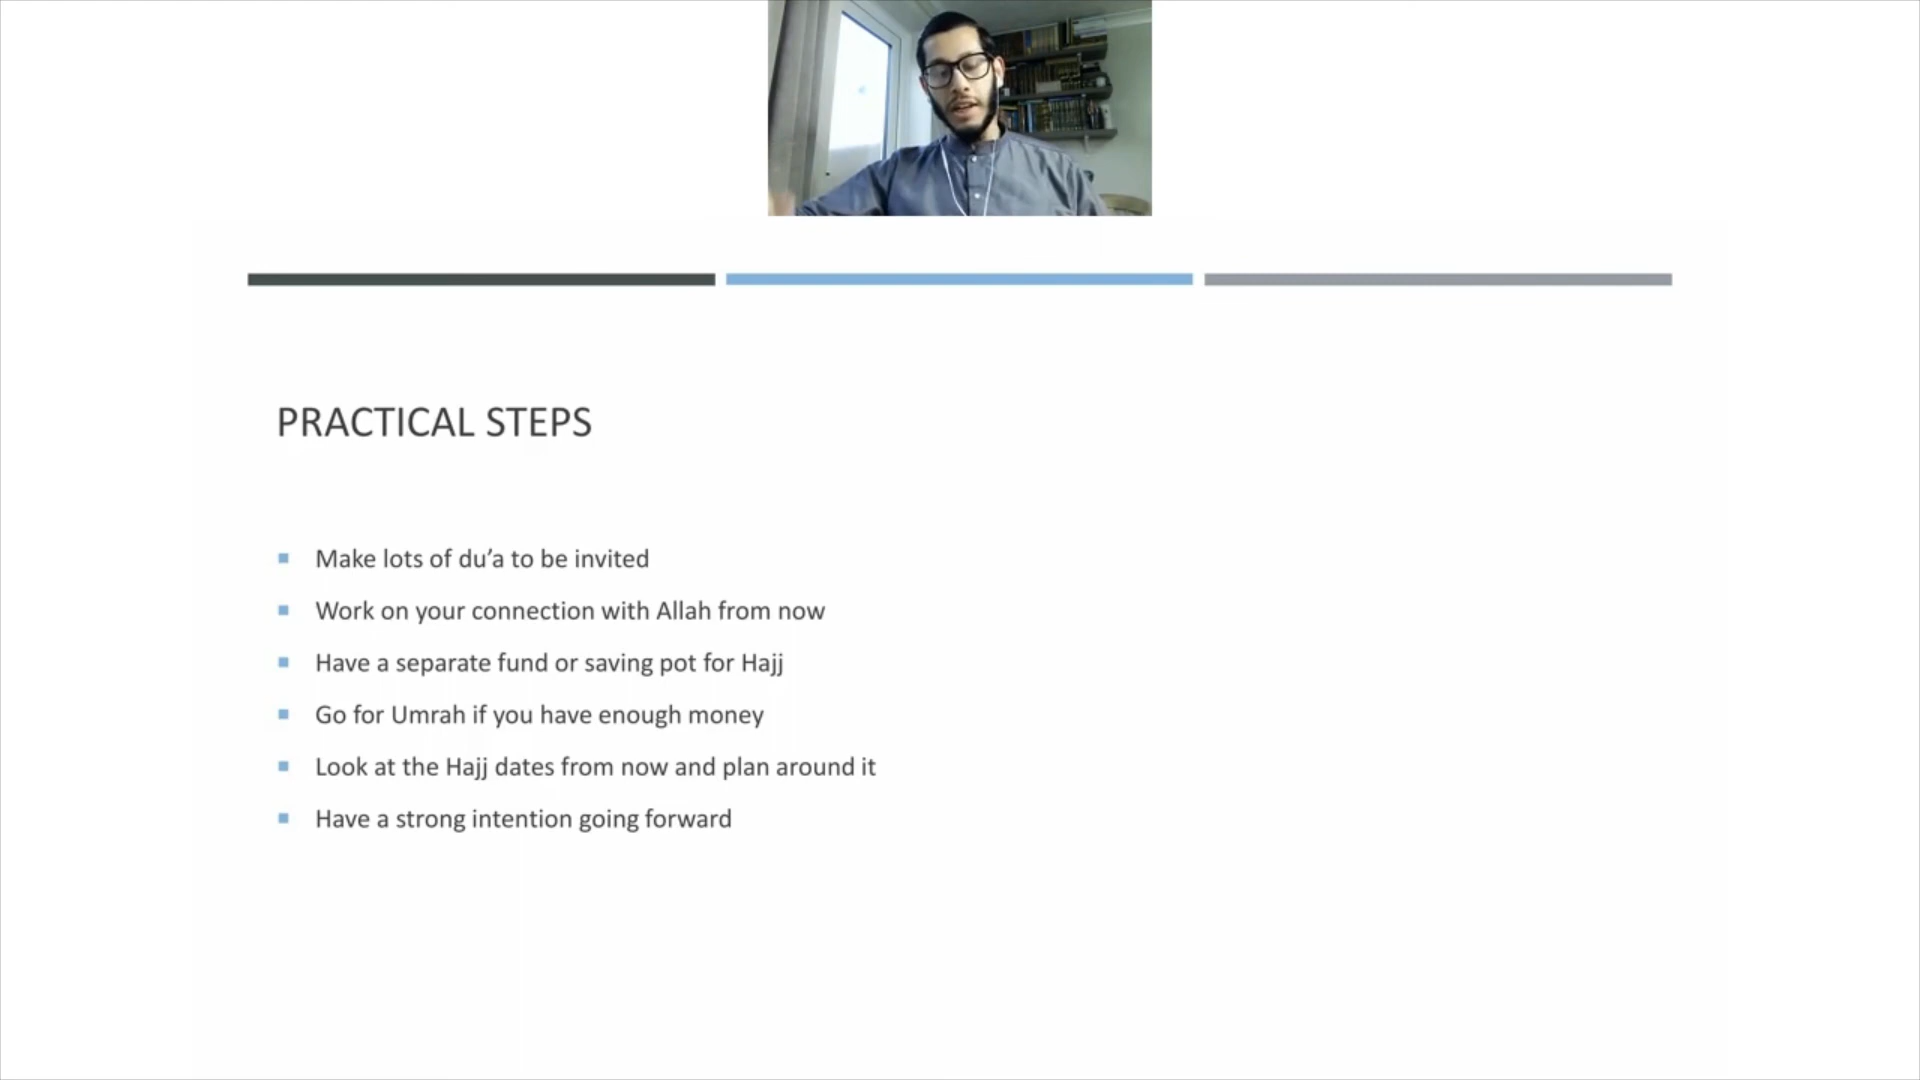 PRACTICAL STEPS
Make lots of du’a to be invited
Work on your connection with Allah from now
Have a separate fund or saving pot for Hajj
Go for Umrah if you have enough money
Look at the Hajj dates from now and plan around it
Have a strong intention going forward